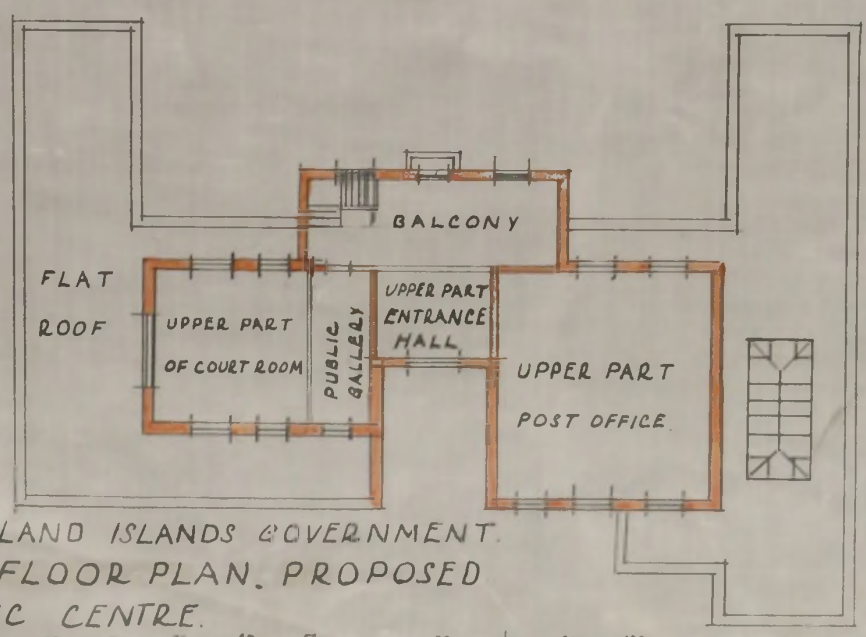 BALCONY
FLAT
ROOF
UPPER PART
OF COURT ROOM
PUBLIC
GALLERY
UPPER PART
ENTRANCE
HALL
UPPER PART
POST OFFICE.
LAND ISLANDS GOVERNMENT.
FLOOR PLAN. PROPOSED
IC CENTRE.